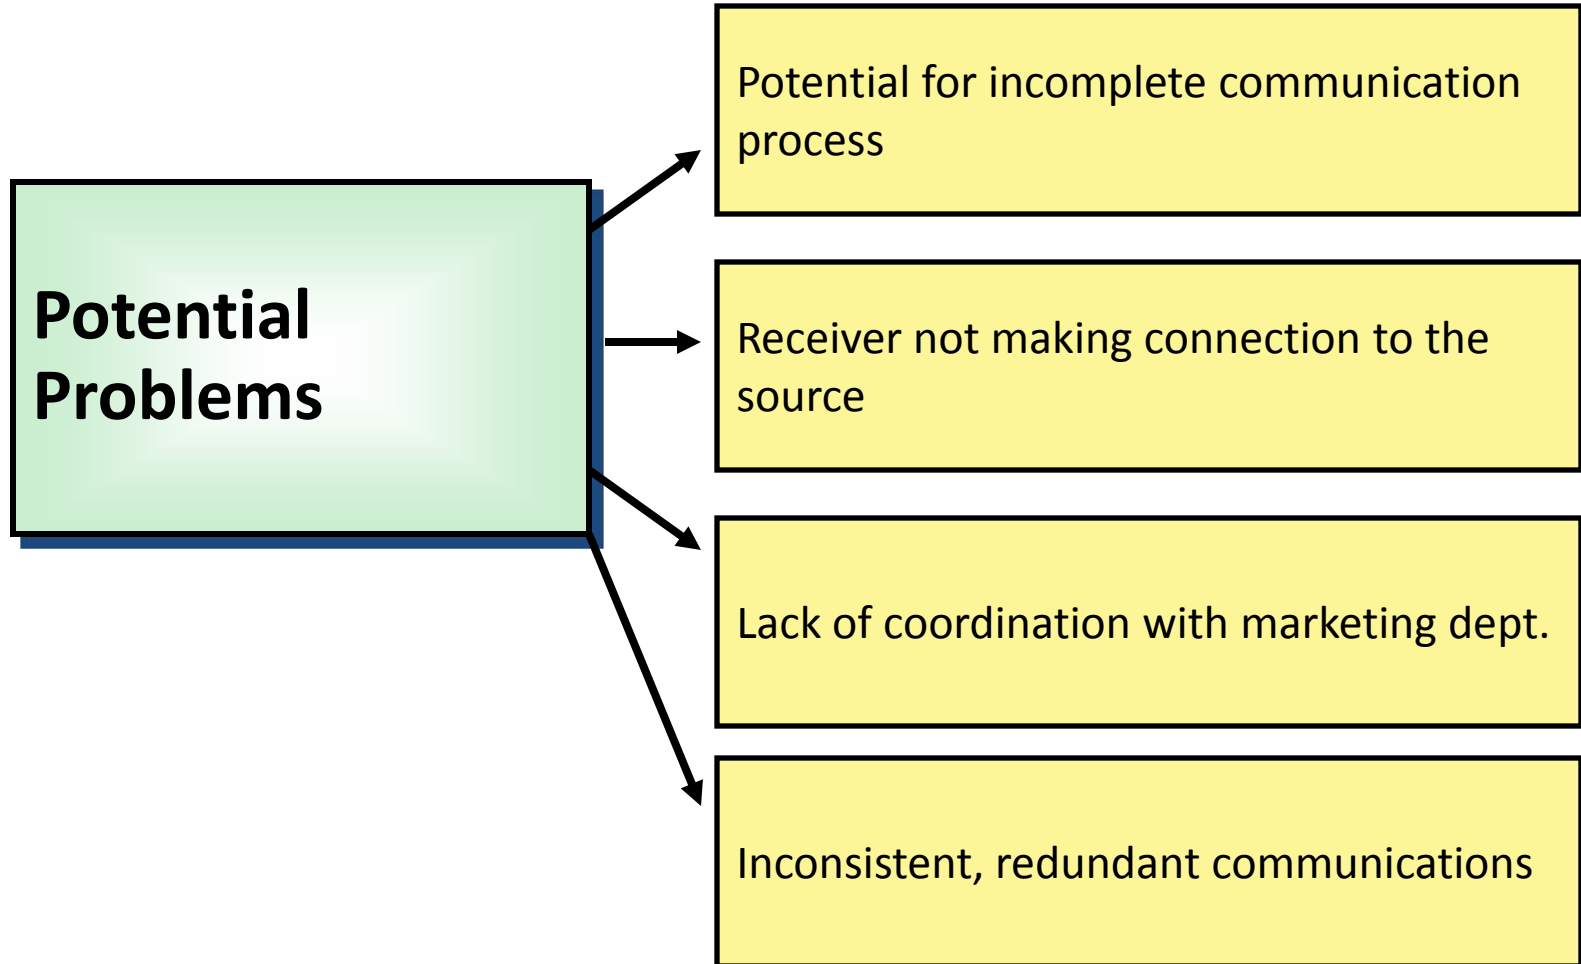 Potential
Problems
Potential for incomplete communication
process
Receiver not making connection to the
source
Lack of coordination with marketing dept.
Inconsistent, redundant communications